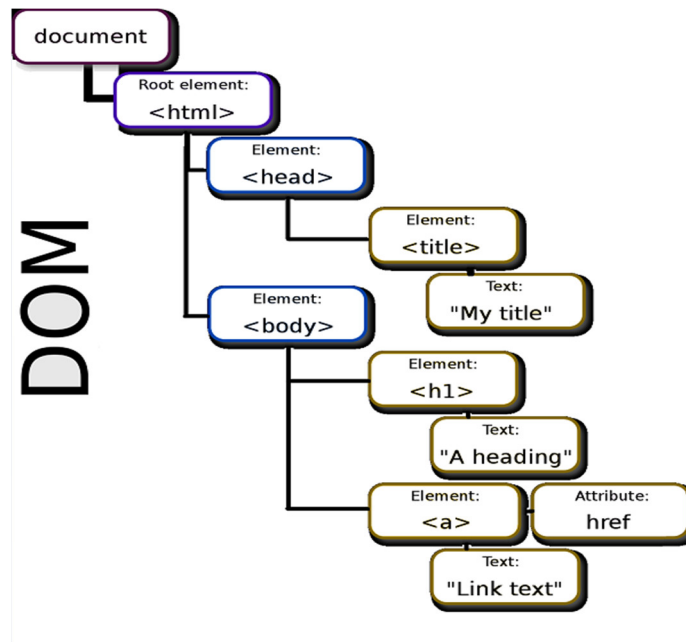 document
Root element:
<html>
Element:
<head>
Element:
<title>
Text:
"My title"
Element:
<body>
Element:
<h1>
Text:
"A heading"
Element:
<a>
Attribute:
href
Text:
"Link text"
DOM